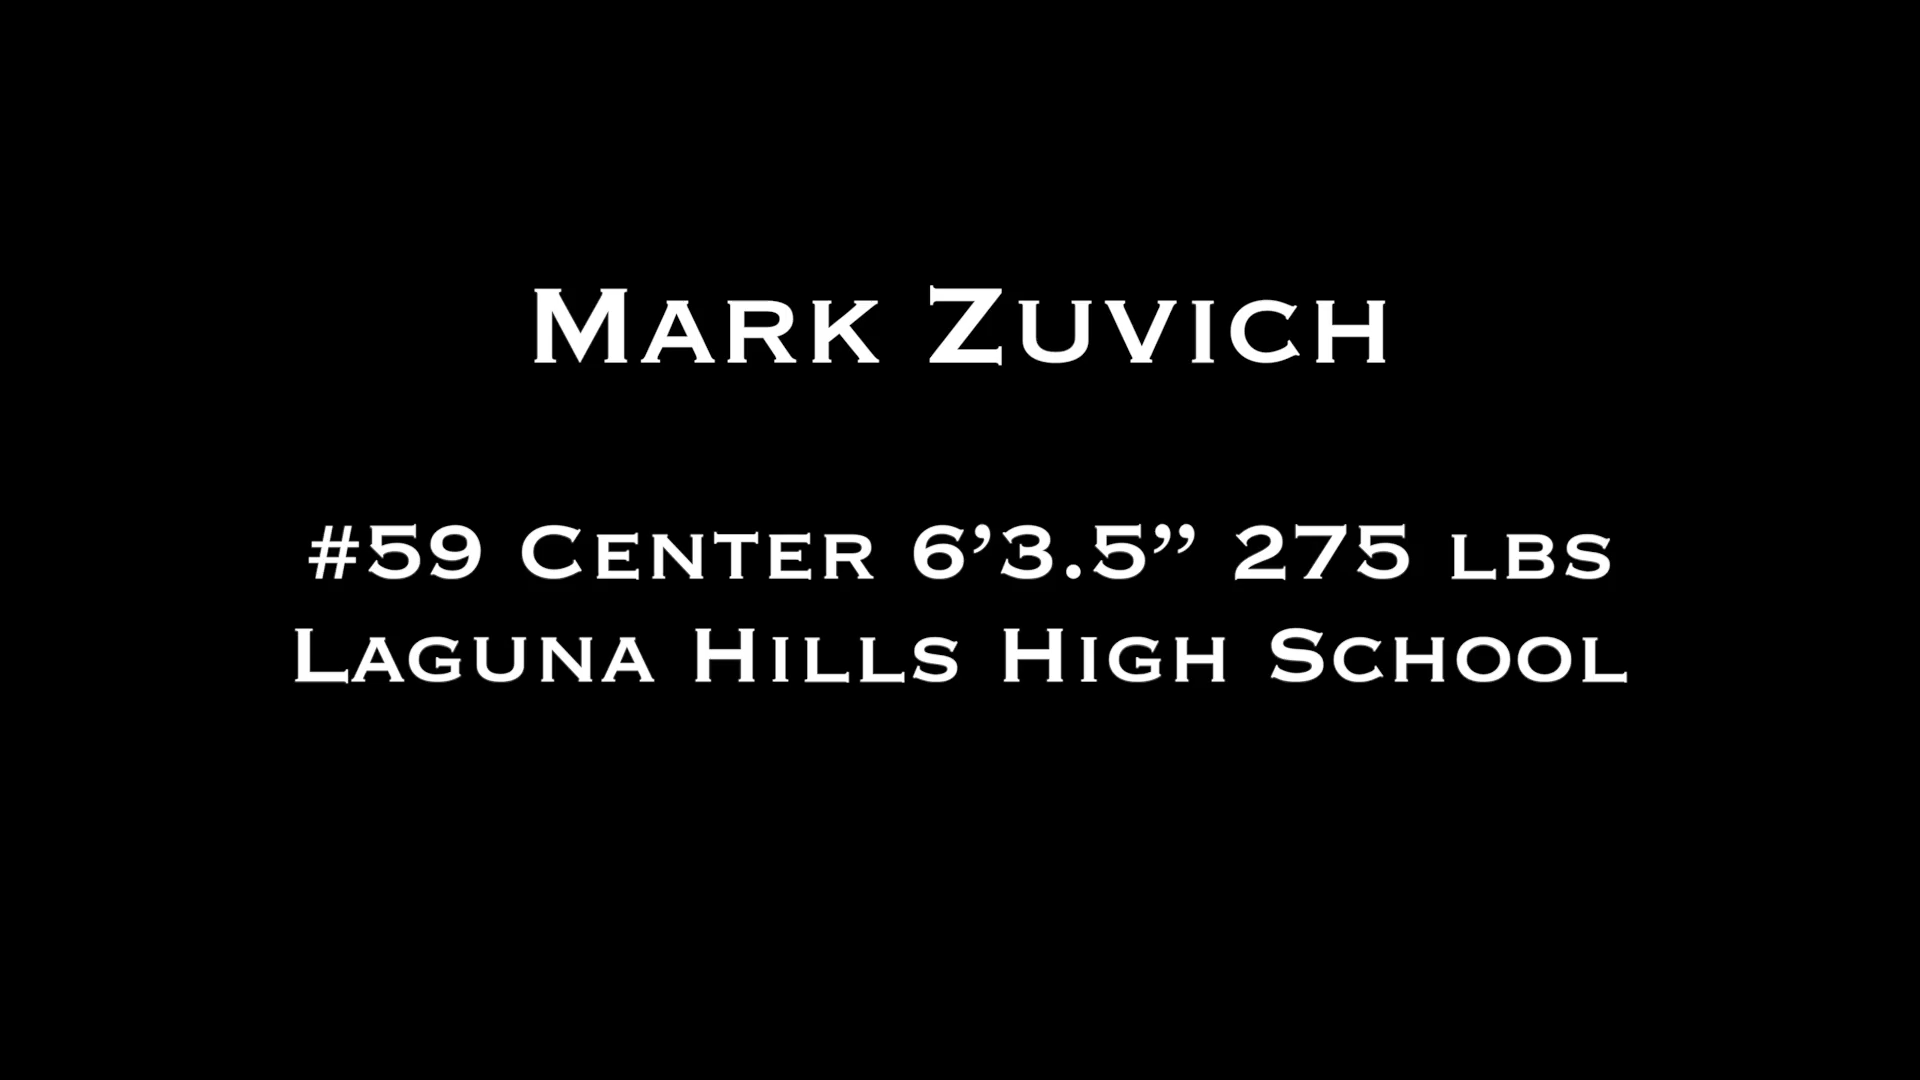 Mark Zuvich
#59 Center 6’3.5” 275 lbs
Laguna Hills High School